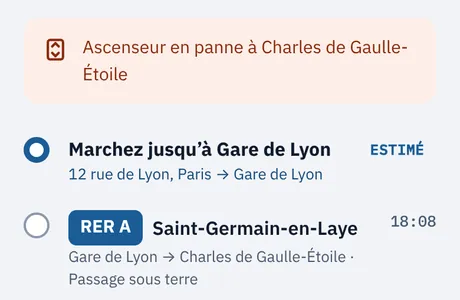 Ascenseur en panne à Charles de Gaulle-
Étoile
Marchez jusqu’à Gare de Lyon ESTIMÉ
12 rue de Lyon, Paris → Gare de Lyon
RER A Saint-Germain-en-Laye 18:08
Gare de Lyon → Charles de Gaulle-Étoile ·
Passage sous terre